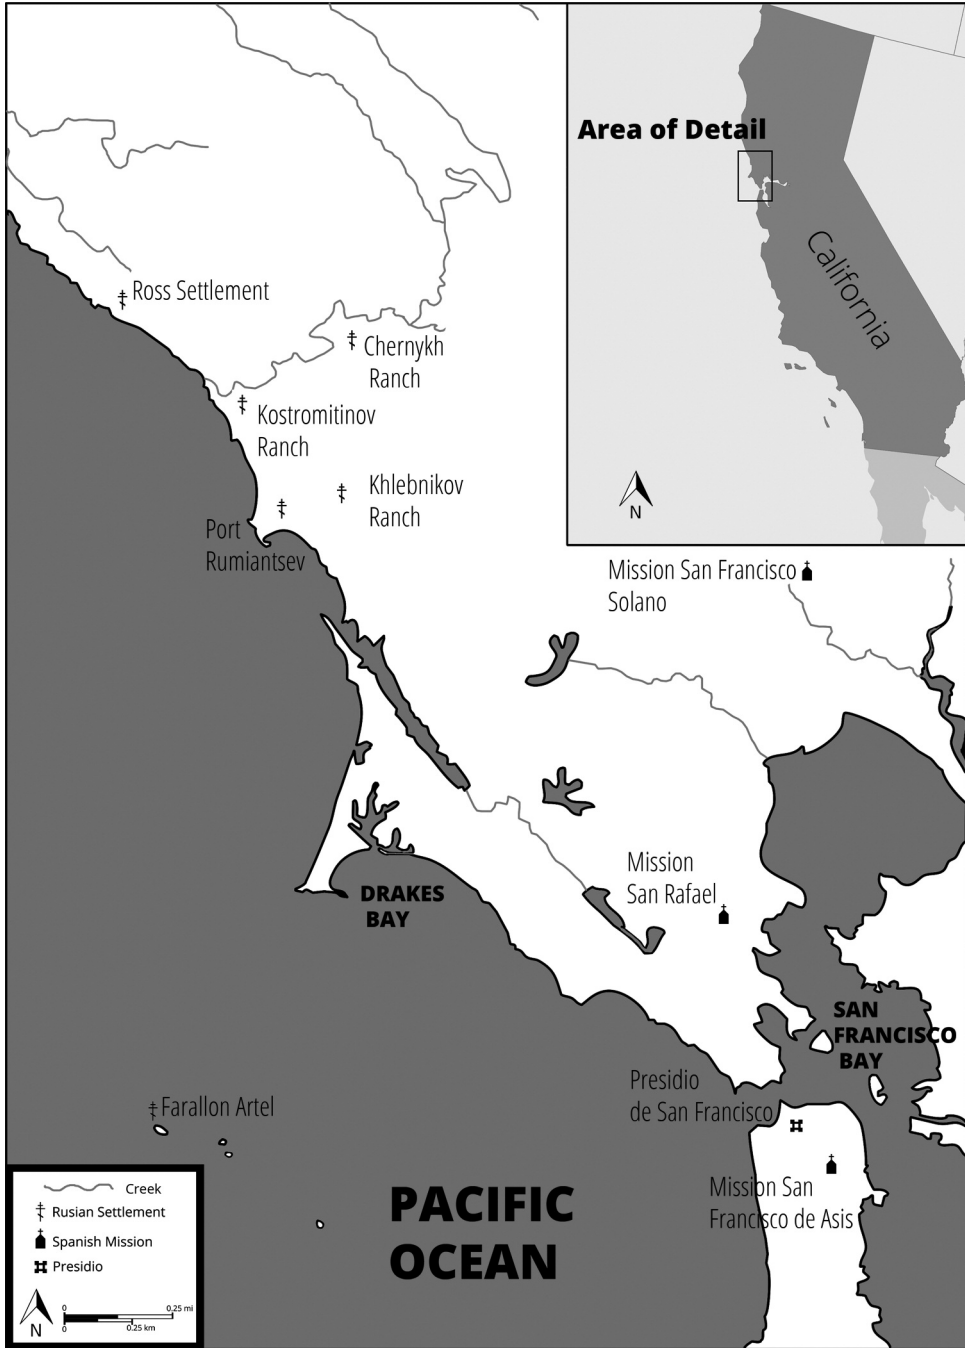 Area of Detail
California
N
Ross Settlement
Chernykh
Ranch
Kostromitinov
Ranch
Khlebnikov
Ranch
Port
Rumiantsev
Mission San Francisco
Solano
Mission
San Rafael
DRAKES
BAY
SAN
FRANCISCO
BAY
Presidio
de San Francisco
Farallon Artel
Mission San
Francisco de Asis
PACIFIC
OCEAN
Creek
Rusian Settlement
Spanish Mission
Presidio
N
0
0.25 mi
0
0.25 km